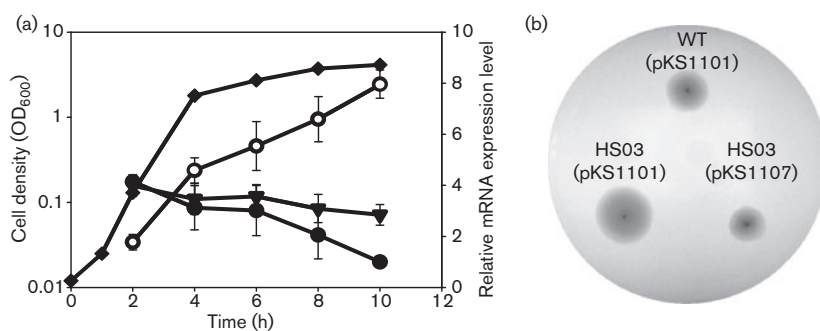 (a)
10
1
0.1
0.01
Cell density (OD600)
0 2 4 6 8 10 12
Time (h)
10
8
6
4
2
0
Relative mRNA expression level
(b)
WT
(pKS1101)
HS03
(pKS1101)
HS03
(pKS1107)